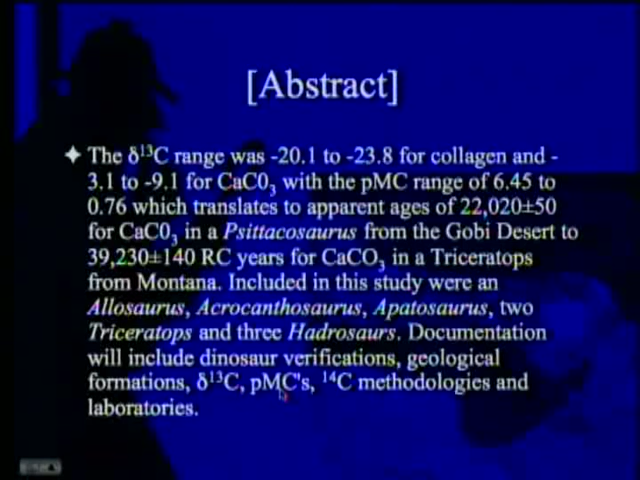 [Abstract]
The δ¹³C range was -20.1 to -23.8 for collagen and -
3.1 to -9.1 for CaC0₃ with the pMC range of 6.45 to
0.76 which translates to apparent ages of 22,020±50
for CaC0₃ in a Psittacosaurus from the Gobi Desert to
39,230±140 RC years for CaCO₃ in a Triceratops
from Montana. Included in this study were an
Allosaurus, Acrocanthosaurus, Apatosaurus, two
Triceratops and three Hadrosaurs. Documentation
will include dinosaur verifications, geological
formations, δ¹³C, pMC's, ¹⁴C methodologies and
laboratories.